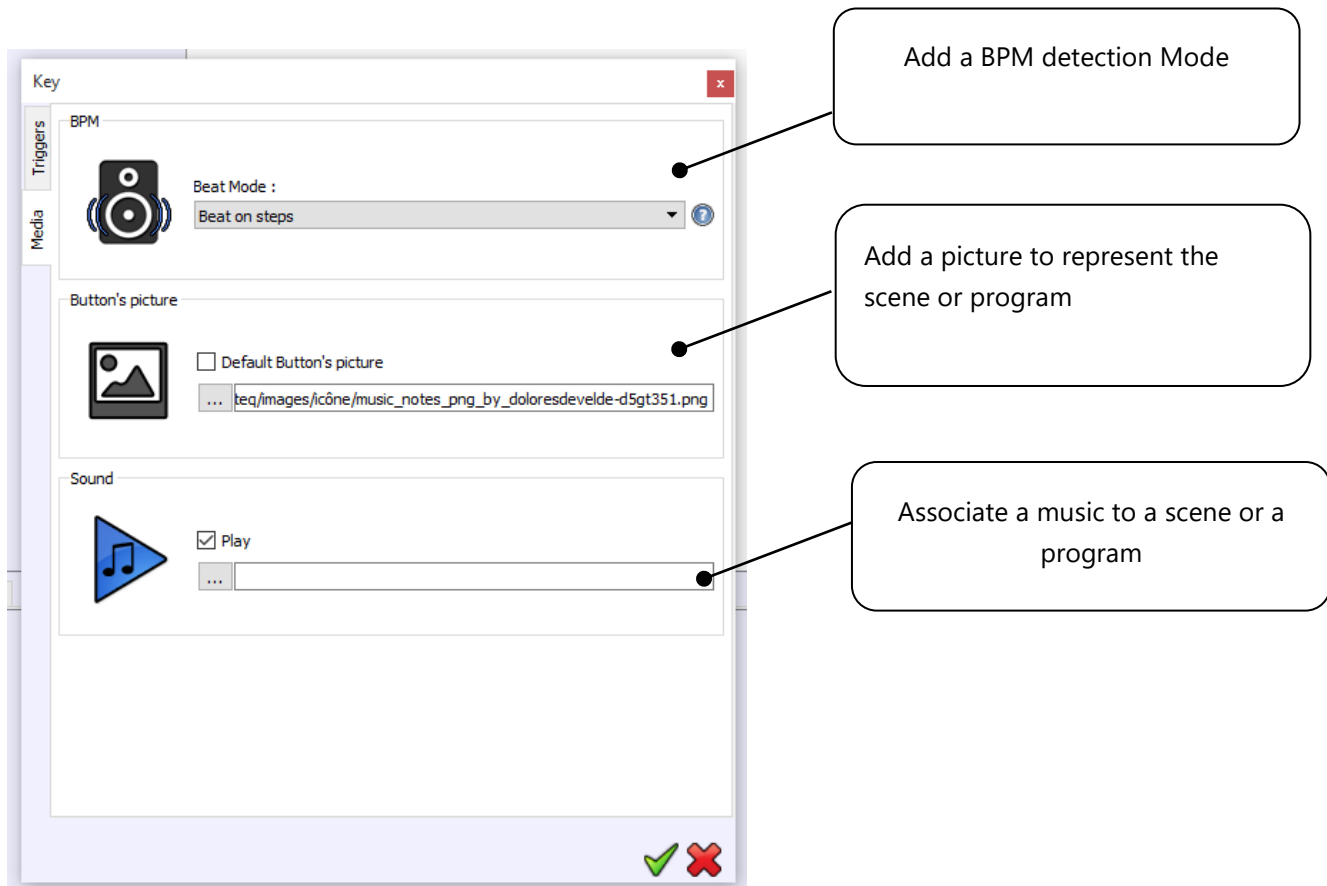 Key
x
Triggers
Media
BPM
Beat Mode :
Beat on steps
?
Button's picture
Default Button's picture
... teq/images/icône/music_notes_png_by_doloresdevelde-d5gt351.png
Sound
Play
...
Add a BPM detection Mode
Add a picture to represent the
scene or program
Associate a music to a scene or a
program